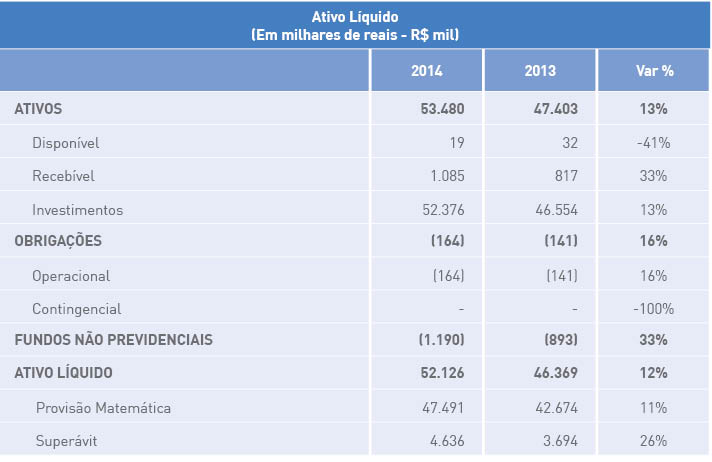 Ativo Líquido
(Em milhares de reais - R$ mil)
2014 2013 Var %
ATIVOS 53.480 47.403 13%
Disponível 19 32 -41%
Recebível 1.085 817 33%
Investimentos 52.376 46.554 13%
OBRIGAÇÕES (164) (141) 16%
Operacional (164) (141) 16%
Contingencial - - -100%
FUNDOS NÃO PREVIDENCIAIS (1.190) (893) 33%
ATIVO LÍQUIDO 52.126 46.369 12%
Provisão Matemática 47.491 42.674 11%
Superávit 4.636 3.694 26%